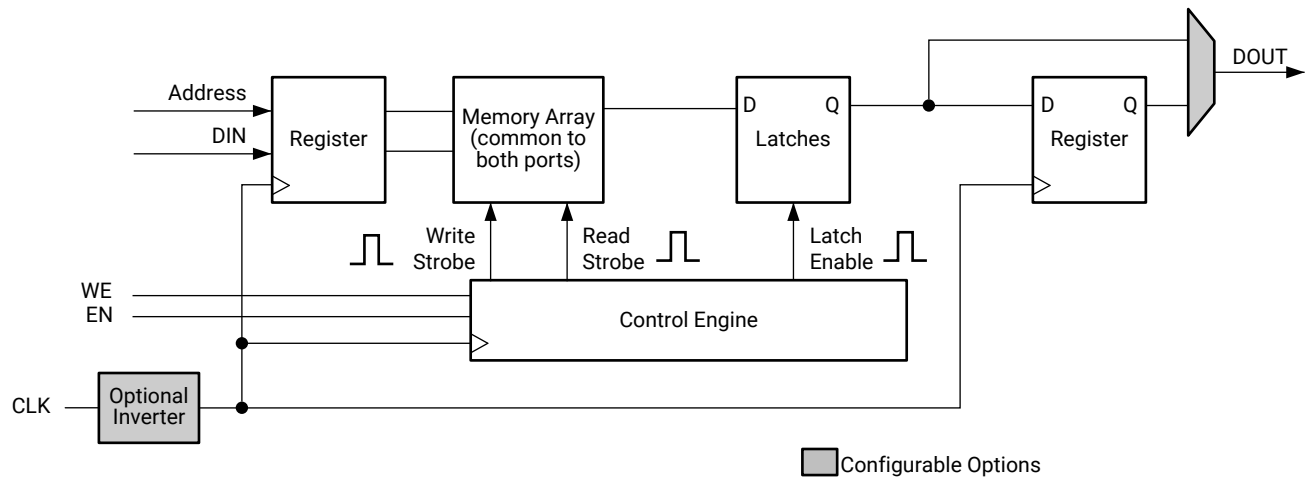 DOUT
Address
DIN
Register
Memory Array
(common to
both ports)
D Q
Latches
D Q
Register
Write
Strobe
Read
Strobe
Latch
Enable
WE
EN
Control Engine
CLK
Optional
Inverter
Configurable Options